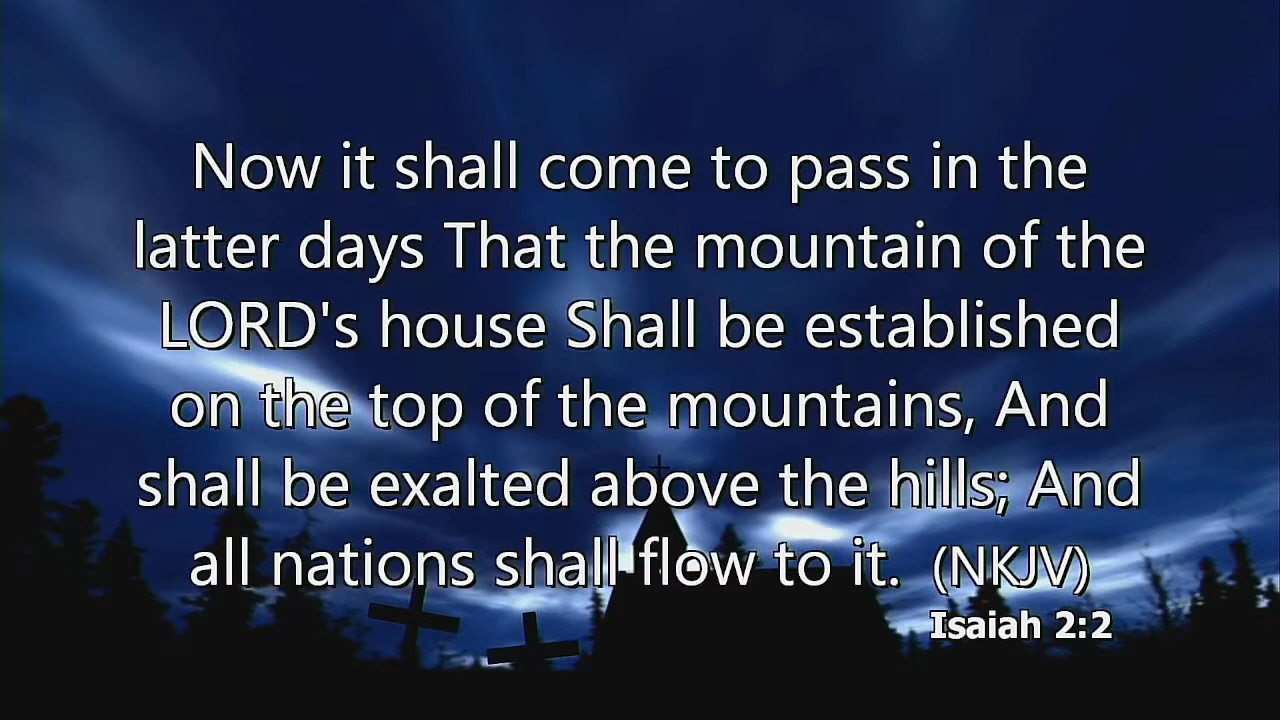 Now it shall come to pass in the
latter days That the mountain of the
LORD's house Shall be established
on the top of the mountains, And
shall be exalted above the hills; And
all nations shall flow to it. (NKJV)
Isaiah 2:2